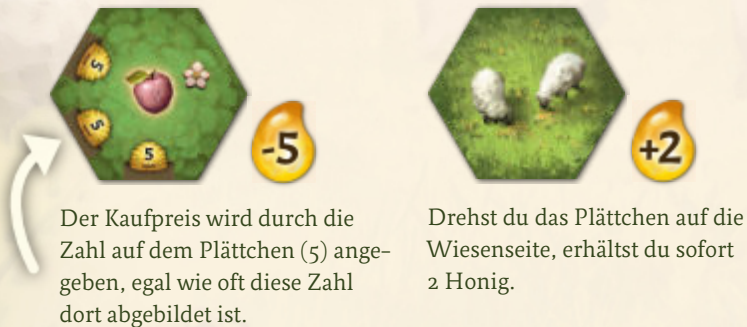 5
5
5
-5
+2
Der Kaufpreis wird durch die
Zahl auf dem Plättchen (5) ange-
geben, egal wie oft diese Zahl
dort abgebildet ist.
Drehst du das Plättchen auf die
Wiesenseite, erhältst du sofort
2 Honig.